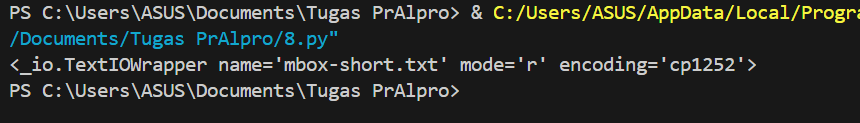 PS C:\Users\ASUS\Documents\Tugas PrAlpro> & C:/Users/ASUS/AppData/Local/Progra
/Documents/Tugas PrAlpro/8.py"
<_io.TextIOWrapper name='mbox-short.txt' mode='r' encoding='cp1252'>
PS C:\Users\ASUS\Documents\Tugas PrAlpro>